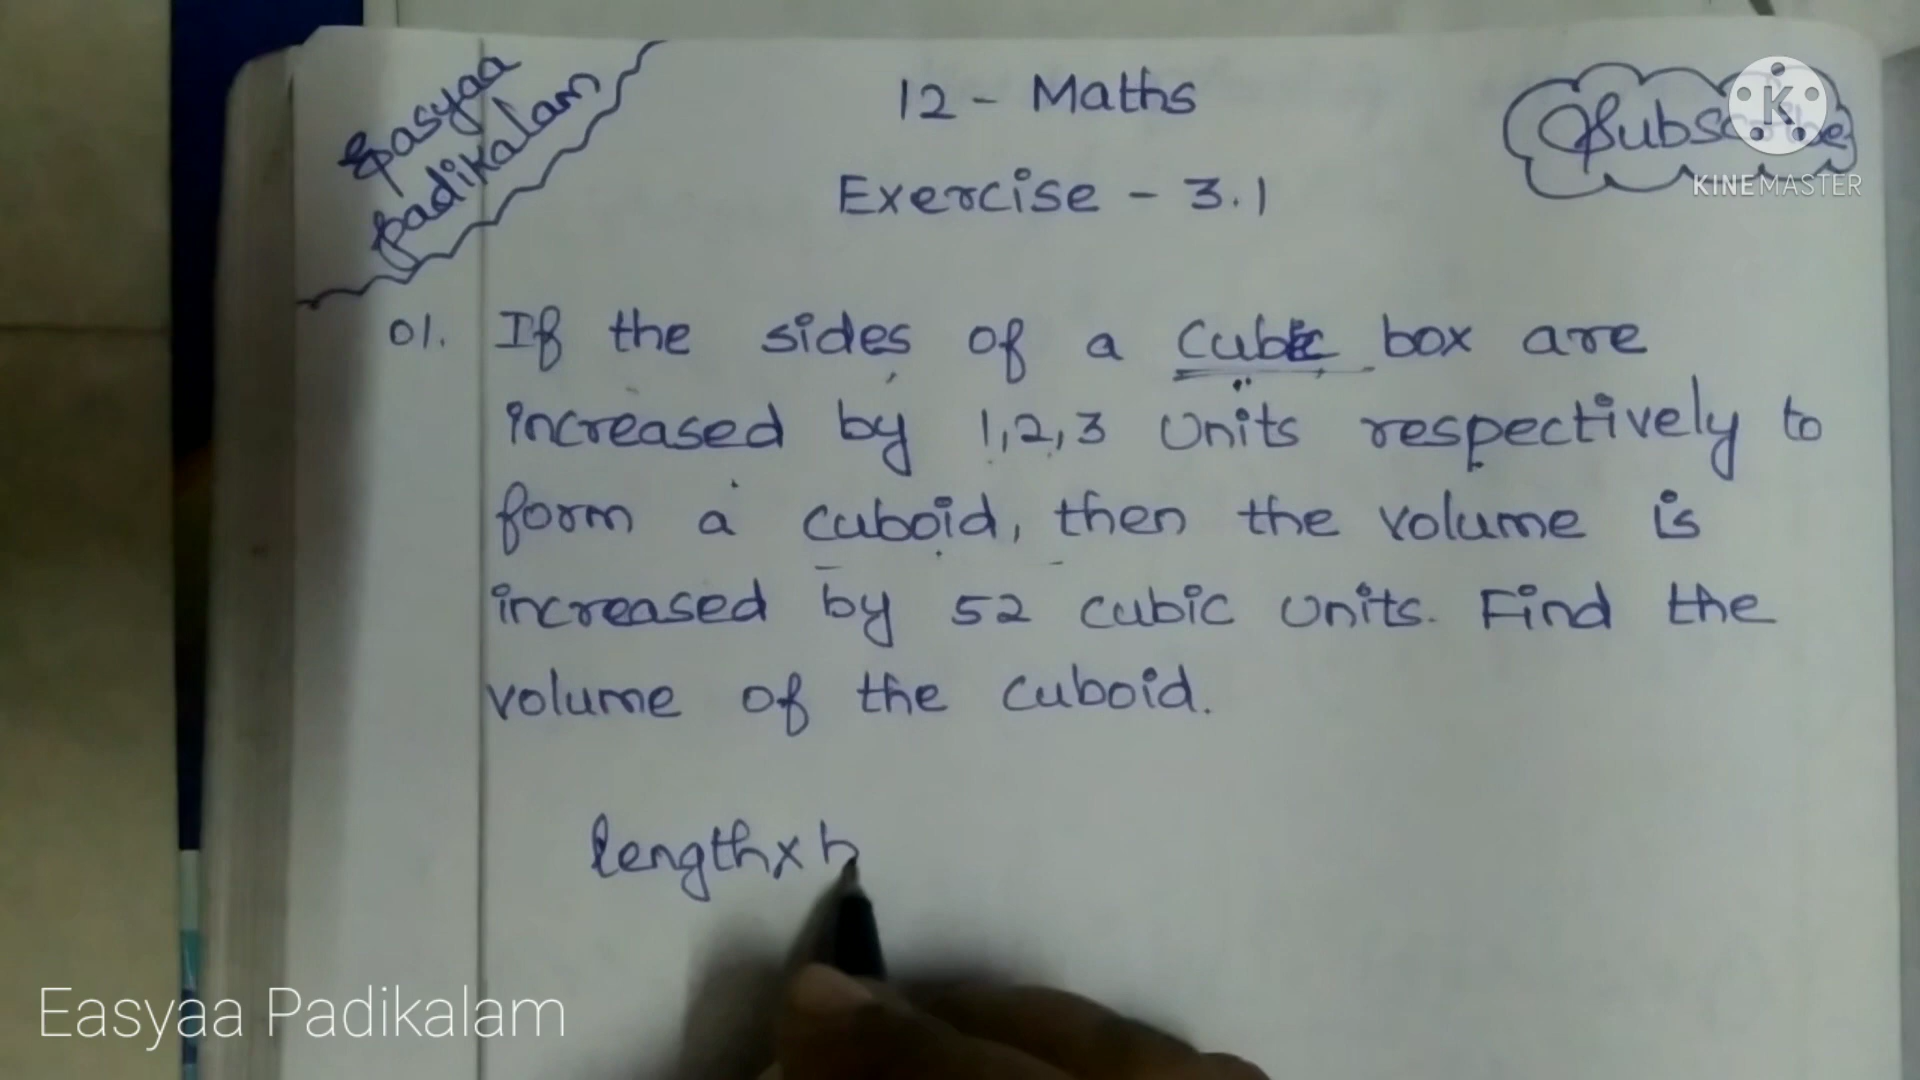 Easyaa
padikalam
12 - Maths
Exercise - 3.1
Subscribe
KINEMASTER
01. If the sides of a cubic box are
increased by 1,2,3 units respectively to
form a cuboid, then the volume is
increased by 52 cubic units. Find the
volume of the cuboid.
length x b
Easyaa Padikalam